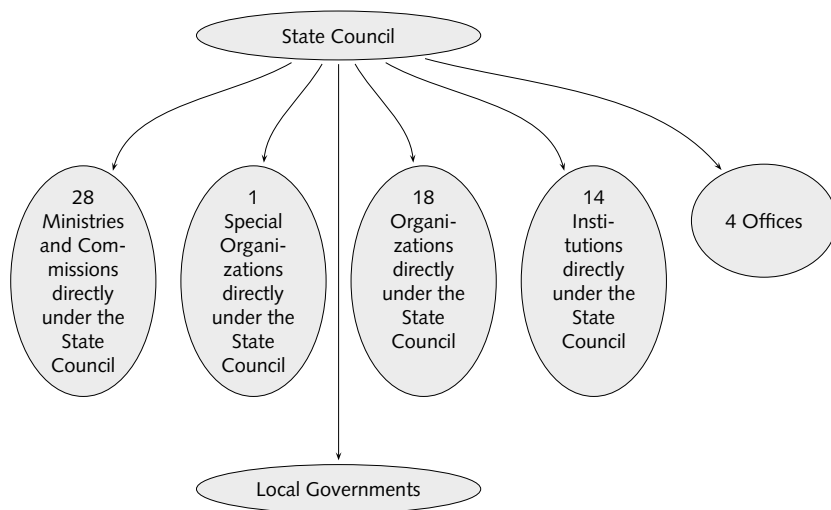 State Council
28
Ministries
and Com-
missions
directly
under the
State
Council
1
Special
Organi-
zations
directly
under the
State
Council
18
Organi-
zations
directly
under the
State
Council
14
Insti-
tutions
directly
under the
State
Council
4 Offices
Local Governments